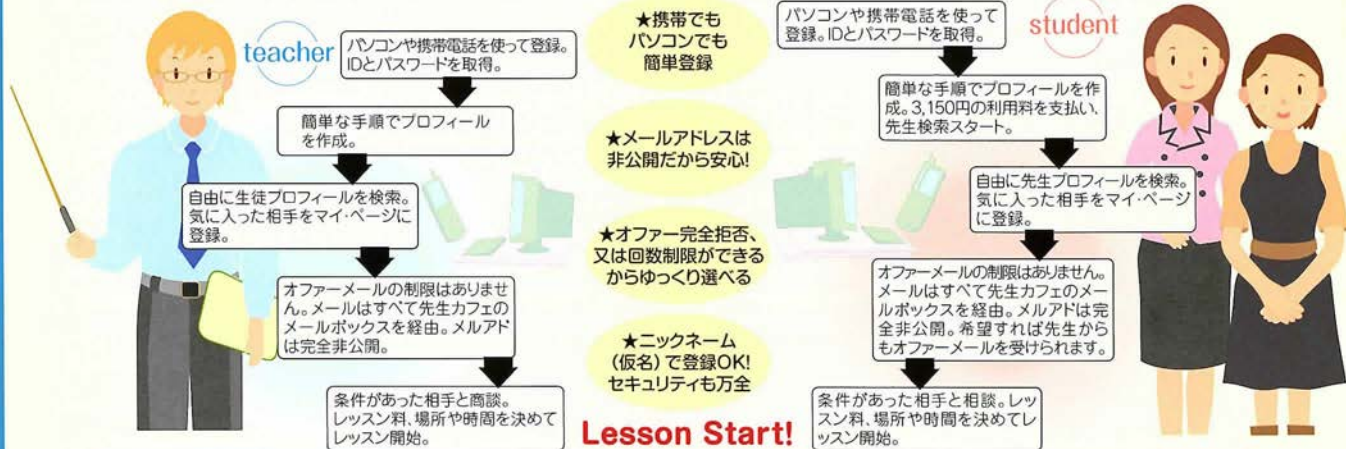 teacher
パソコンや携帯電話を使って登録。
IDとパスワードを取得。
簡単な手順でプロフィール
を作成。
自由に生徒プロフィールを検索。
気に入った相手をマイ・ページに
登録。
オファーメールの制限はありませ
ん。メールはすべて先生カフェの
メールボックスを経由。メルアド
は完全非公開。
条件があった相手と商談。
レッスン料、場所や時間を決めて
レッスン開始。
★携帯でも
パソコンでも
簡単登録
★メールアドレスは
非公開だから安心!
★オファー完全拒否、
又は回数制限ができる
からゆっくり選べる
★ニックネーム
(仮名)で登録OK!
セキュリティも万全
Lesson Start!
student
パソコンや携帯電話を使って
登録。IDとパスワードを取得。
簡単な手順でプロフィールを作
成。3,150円の利用料を支払い、
先生検索スタート。
自由に先生プロフィールを検索。
気に入った相手をマイ・ページ
に登録。
オファーメールの制限はありません。
メールはすべて先生カフェのメー
ルボックスを経由。メルアドは完
全非公開。希望すれば先生から
もオファーメールを受けられます。
条件があった相手と相談。レッ
スン料、場所や時間を決めてレ
ッスン開始。